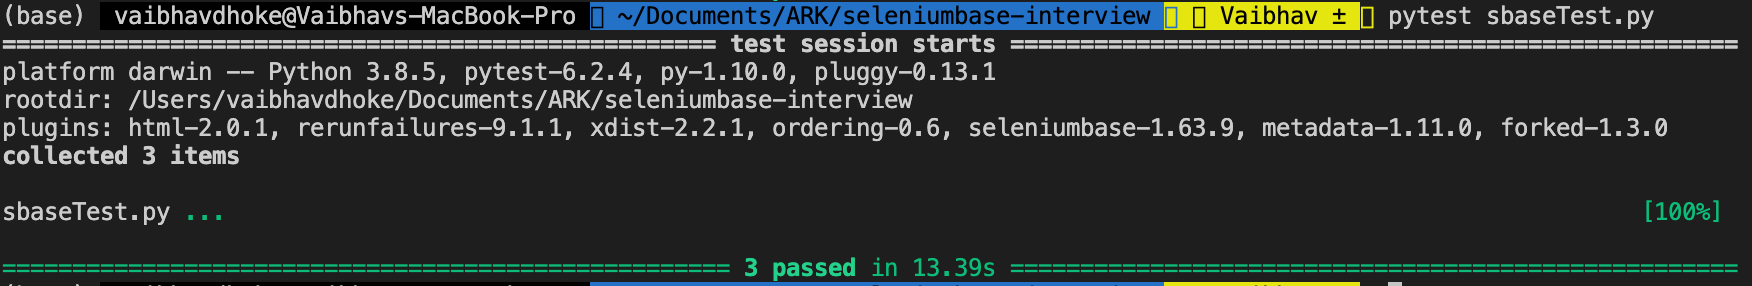 (base) vaibhavdhoke@Vaibhavs-MacBook-Pro ~/Documents/ARK/seleniumbase-interview Vaibhav ± pytest sbaseTest.py
================================================== test session starts ===================================================
platform darwin -- Python 3.8.5, pytest-6.2.4, py-1.10.0, pluggy-0.13.1
rootdir: /Users/vaibhavdhoke/Documents/ARK/seleniumbase-interview
plugins: html-2.0.1, rerunfailures-9.1.1, xdist-2.2.1, ordering-0.6, seleniumbase-1.63.9, metadata-1.11.0, forked-1.3.0
collected 3 items
sbaseTest.py ... [100%]
=================================================== 3 passed in 13.39s ===================================================